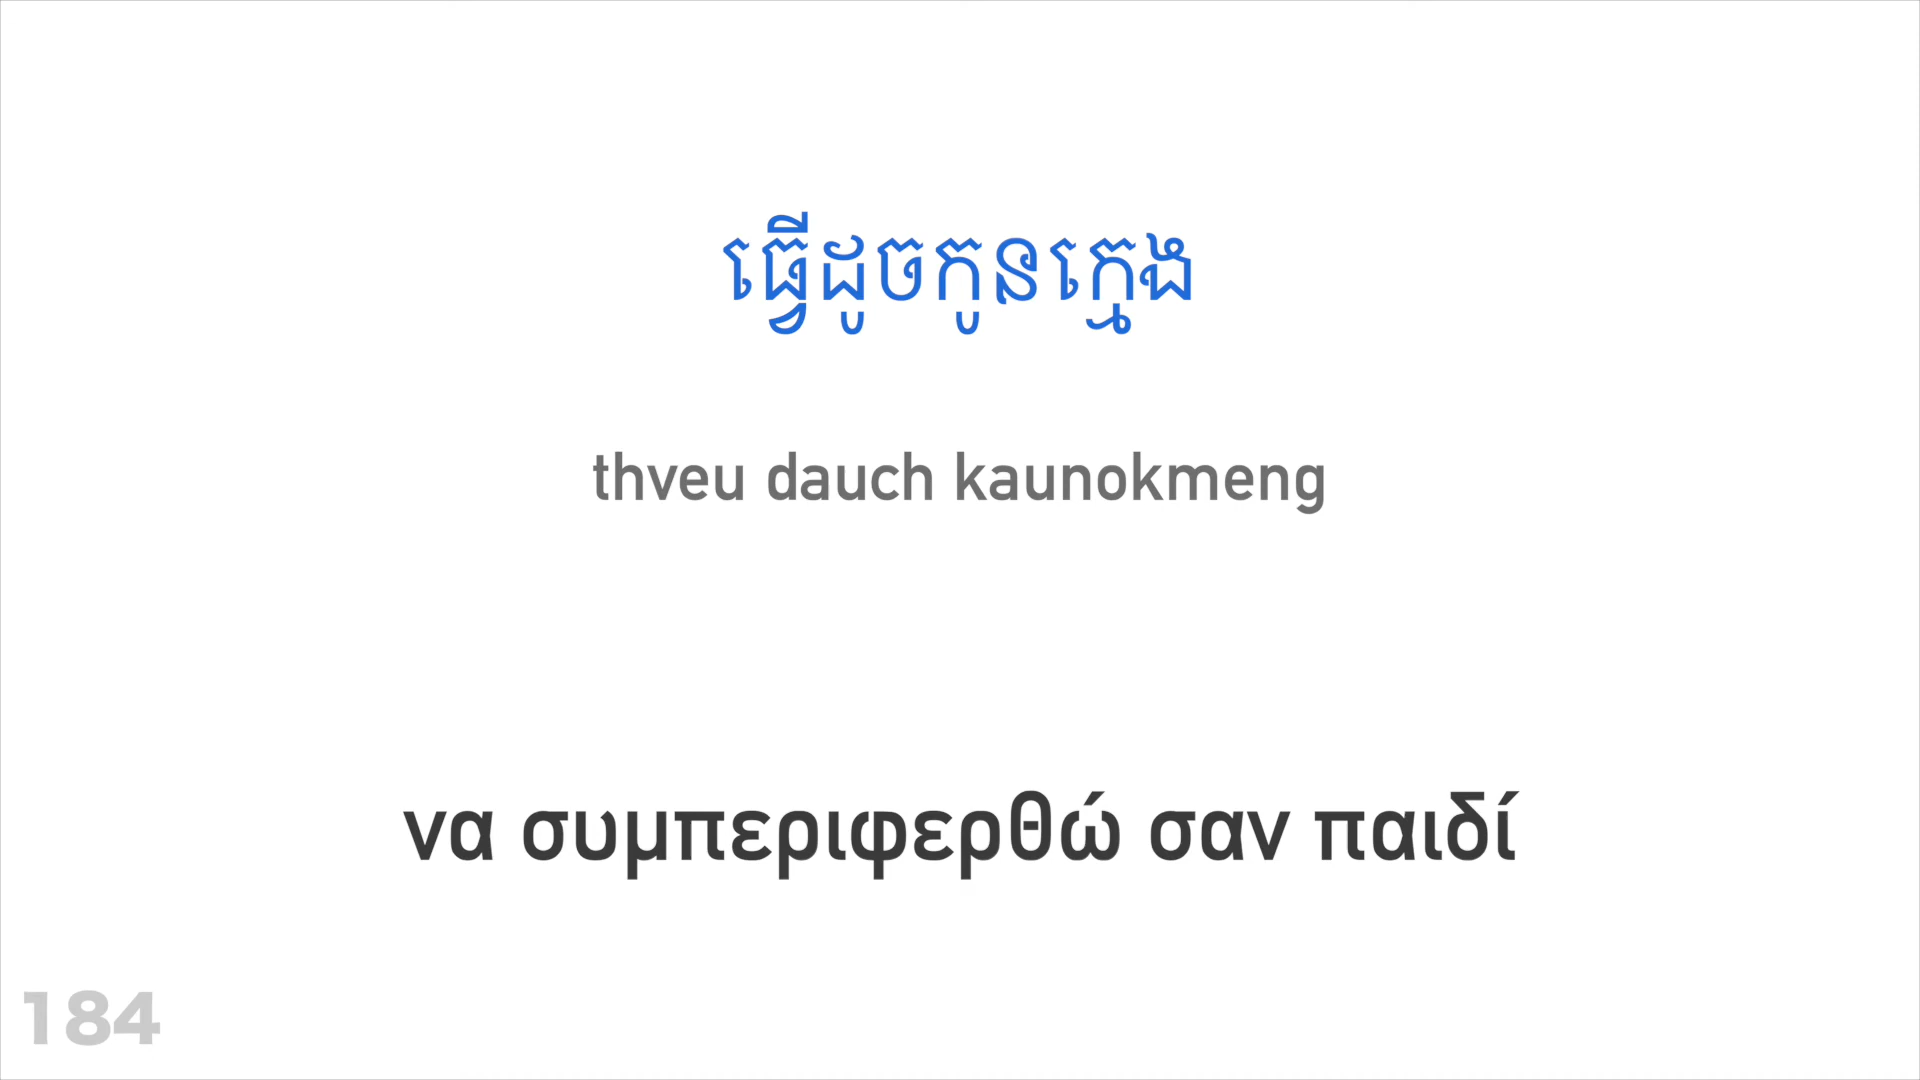 ធ្វើដូចកូនក្មេង
thveu dauch kaunokmeng
να συμπεριφερθώ σαν παιδί
184